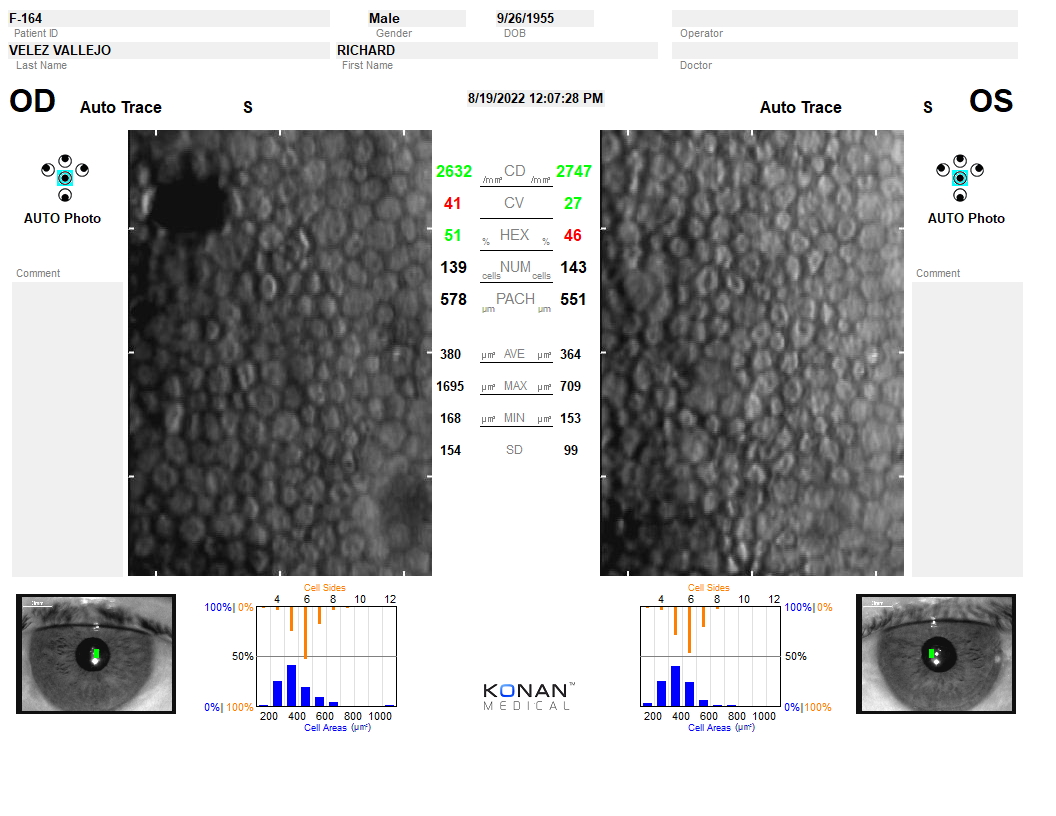 F-164 Male 9/26/1955
Patient ID Gender DOB Operator
VELEZ VALLEJO RICHARD
Last Name First Name Doctor
OD Auto Trace S 8/19/2022 12:07:28 PM Auto Trace S OS
2632 /mm² CD /mm² 2747
41 CV 27
51 % HEX % 46
139 cells NUM cells 143
578 µm PACH µm 551
380 µm² AVE µm² 364
1695 µm² MAX µm² 709
168 µm² MIN µm² 153
154 SD 99
AUTO Photo AUTO Photo
Comment Comment
Cell Sides Cell Sides
4 6 8 10 12 4 6 8 10 12
100%| 0% 100%| 0%
50% 50%
0%| 100% 0%| 100%
200 400 600 800 1000 200 400 600 800 1000
Cell Areas (µm²) Cell Areas (µm²)
KONAN™
MEDICAL